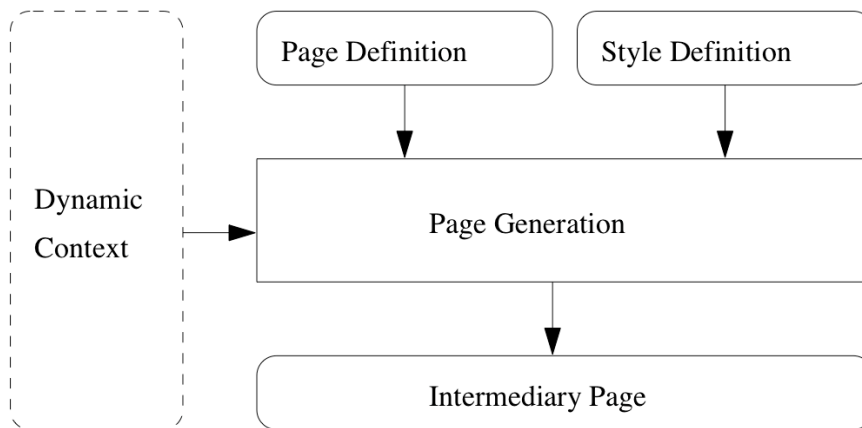 Page Definition
Style Definition
Dynamic
Context
Page Generation
Intermediary Page